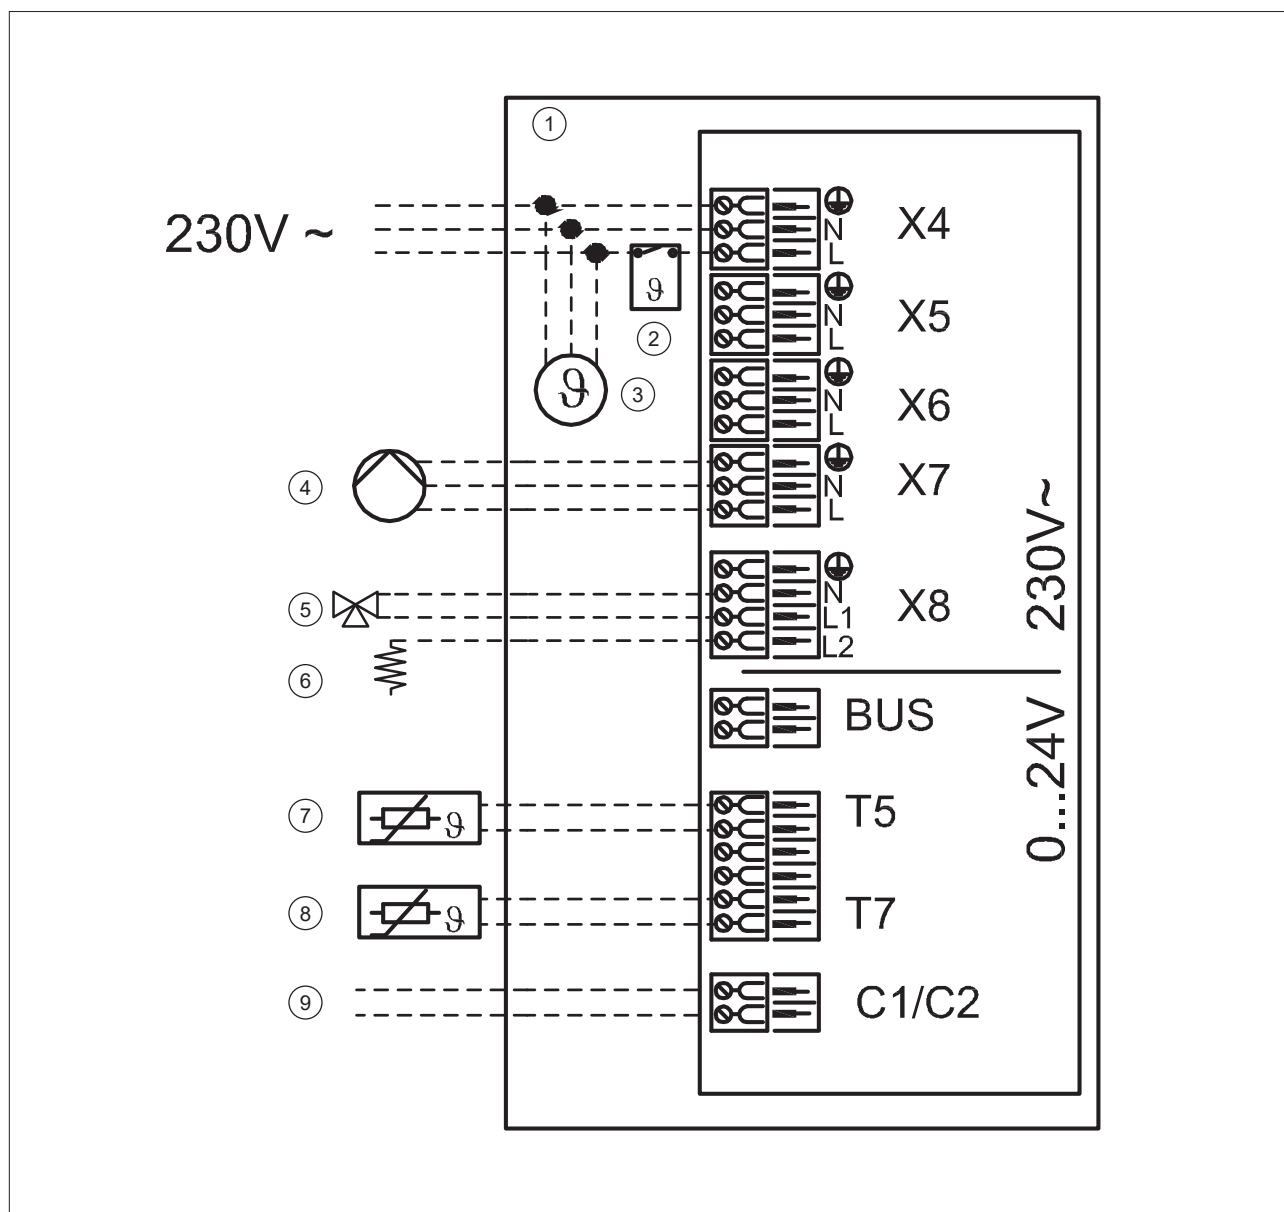 1
230V ~
N
L
X4
ϑ
2
N
L
X5
ϑ
3
N
L
X6
4
N
L
X7
230V~
5
N
L1
L2
X8
6
BUS
0...24V
7
ϑ
T5
8
ϑ
T7
9
C1/C2